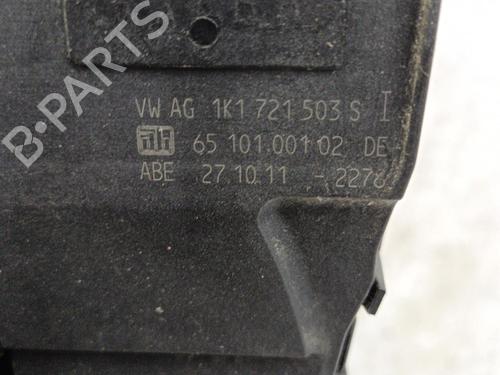 VW AG 1K1 721 503 S I
65 101 001 02 DE
ABE 27.10.11 - 2276
B-PARTS